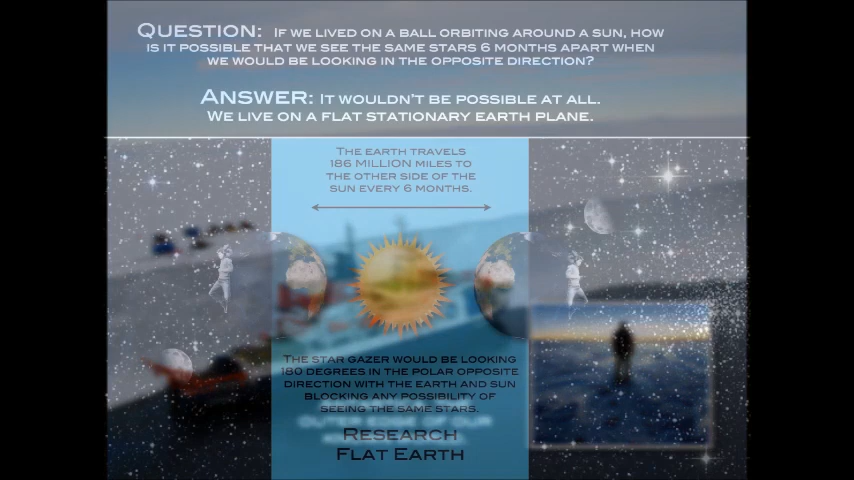 Question: If we lived on a ball orbiting around a sun, how
is it possible that we see the same stars 6 months apart when
we would be looking in the opposite direction?
Answer: It wouldn't be possible at all.
We live on a flat stationary earth plane.
The earth travels
186 million miles to
the other side of the
sun every 6 months.
The star gazer would be looking
180 degrees in the polar opposite
direction with the earth and sun
blocking any possibility of
seeing the same stars.
Research
Flat Earth